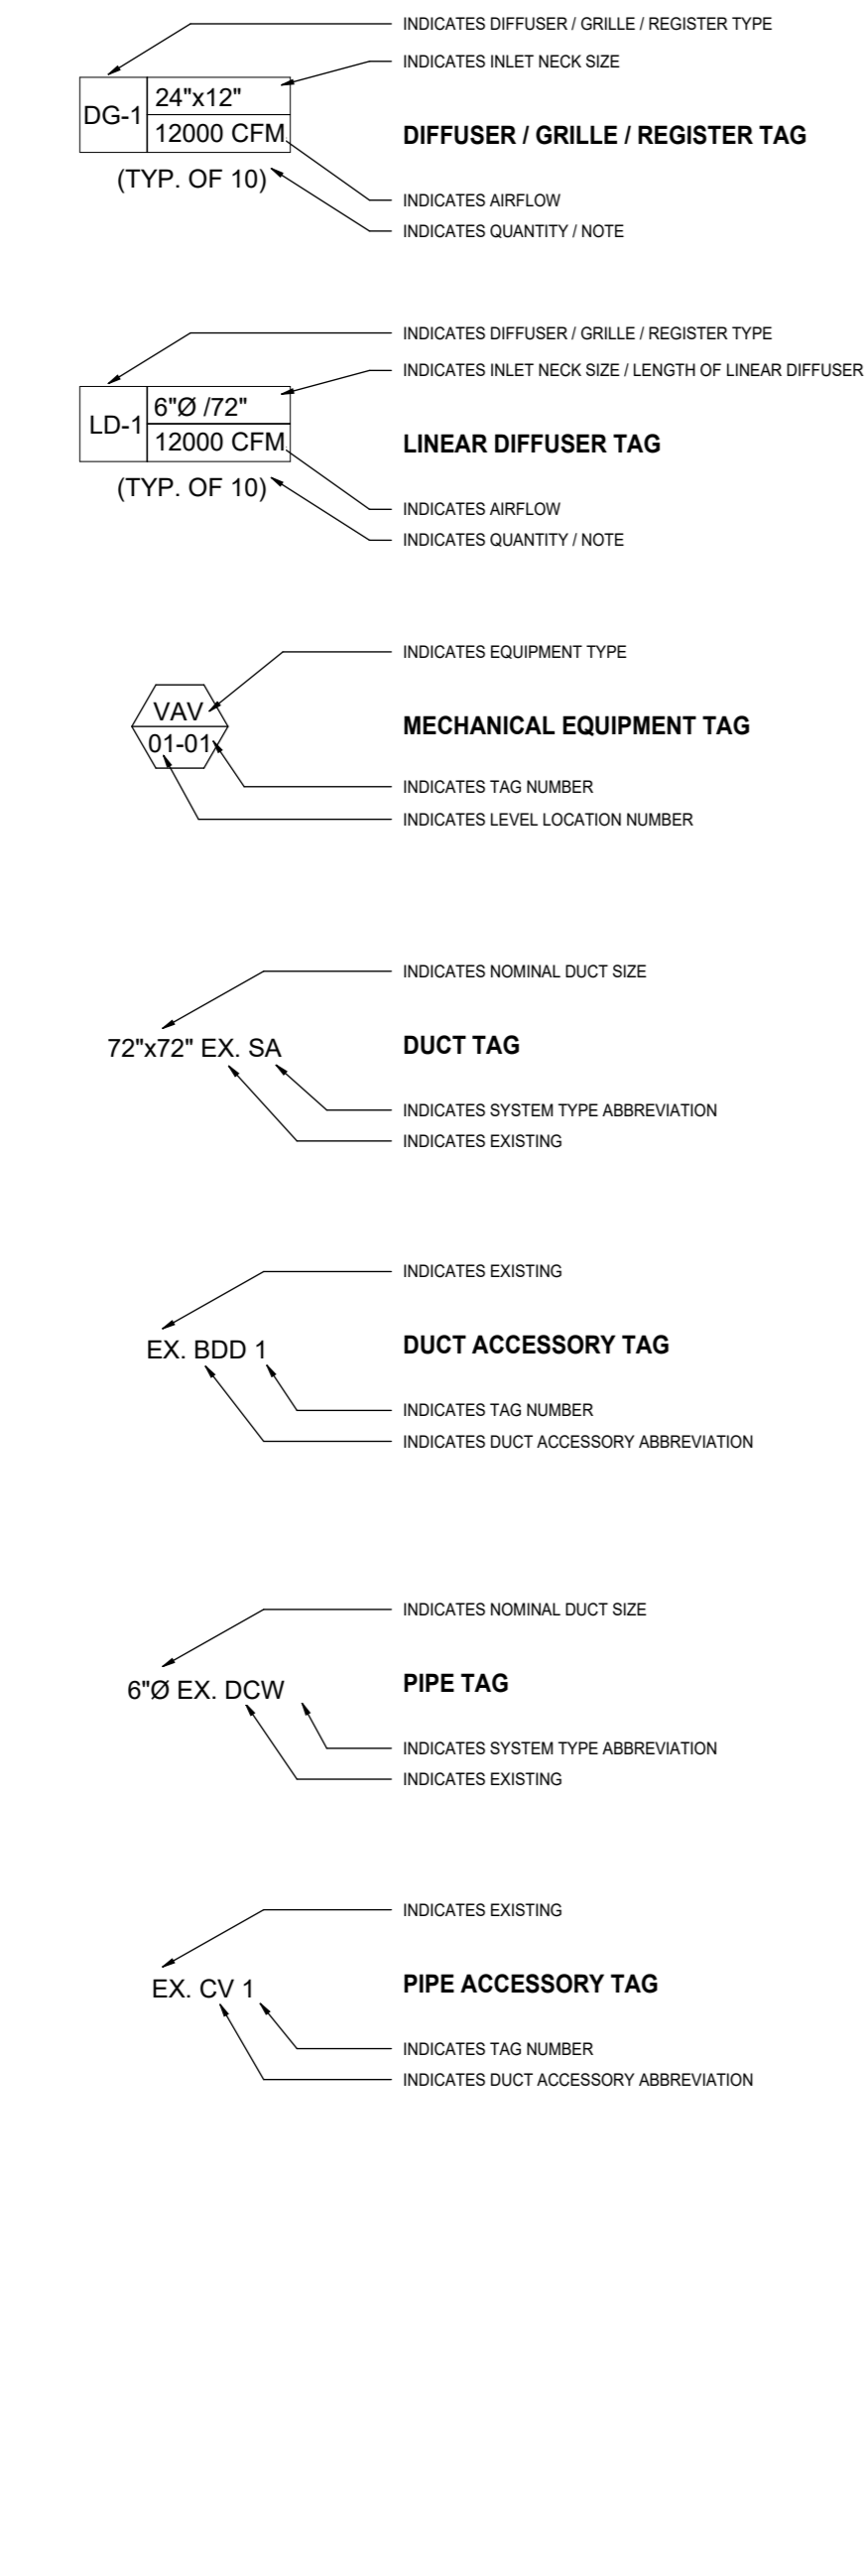 INDICATES DIFFUSER / GRILLE / REGISTER TYPE
INDICATES INLET NECK SIZE
DG-1
24"x12"
12000 CFM
DIFFUSER / GRILLE / REGISTER TAG
(TYP. OF 10)
INDICATES AIRFLOW
INDICATES QUANTITY / NOTE
INDICATES DIFFUSER / GRILLE / REGISTER TYPE
INDICATES INLET NECK SIZE / LENGTH OF LINEAR DIFFUSER
LD-1
6"Ø /72"
12000 CFM
LINEAR DIFFUSER TAG
(TYP. OF 10)
INDICATES AIRFLOW
INDICATES QUANTITY / NOTE
INDICATES EQUIPMENT TYPE
VAV
01-01
MECHANICAL EQUIPMENT TAG
INDICATES TAG NUMBER
INDICATES LEVEL LOCATION NUMBER
INDICATES NOMINAL DUCT SIZE
72"x72" EX. SA
DUCT TAG
INDICATES SYSTEM TYPE ABBREVIATION
INDICATES EXISTING
INDICATES EXISTING
EX. BDD 1
DUCT ACCESSORY TAG
INDICATES TAG NUMBER
INDICATES DUCT ACCESSORY ABBREVIATION
INDICATES NOMINAL DUCT SIZE
6"Ø EX. DCW
PIPE TAG
INDICATES SYSTEM TYPE ABBREVIATION
INDICATES EXISTING
INDICATES EXISTING
EX. CV 1
PIPE ACCESSORY TAG
INDICATES TAG NUMBER
INDICATES DUCT ACCESSORY ABBREVIATION